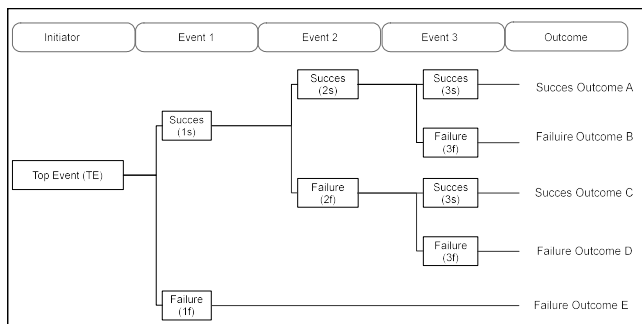 Initiator
Event 1
Event 2
Event 3
Outcome
Succes
(2s)
Succes
(3s)
Succes Outcome A
Succes
(1s)
Failure
(3f)
Failuire Outcome B
Top Event (TE)
Failure
(2f)
Succes
(3s)
Succes Outcome C
Failure
(3f)
Failure Outcome D
Failure
(1f)
Failure Outcome E